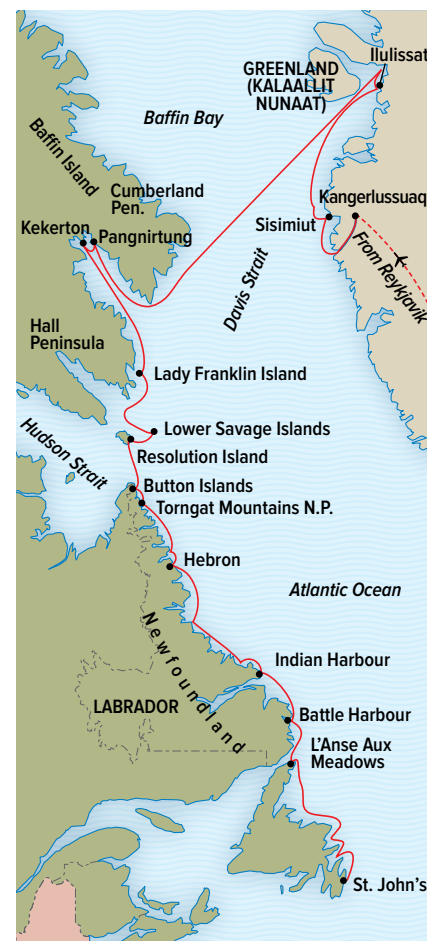 Ilulissat
GREENLAND
(KALAALLIT
NUNAAT)
Baffin Bay
Baffin Island
Cumberland
Pen.
Kangerlussuaq
Sisimiut
Kekerton
Pangnirtung
From Reykjavik
Davis Strait
Hall
Peninsula
Lady Franklin Island
Lower Savage Islands
Hudson Strait
Resolution Island
Button Islands
Torngat Mountains N.P.
Hebron
Atlantic Ocean
Newfoundland
Indian Harbour
LABRADOR
Battle Harbour
L'Anse Aux
Meadows
St. John's